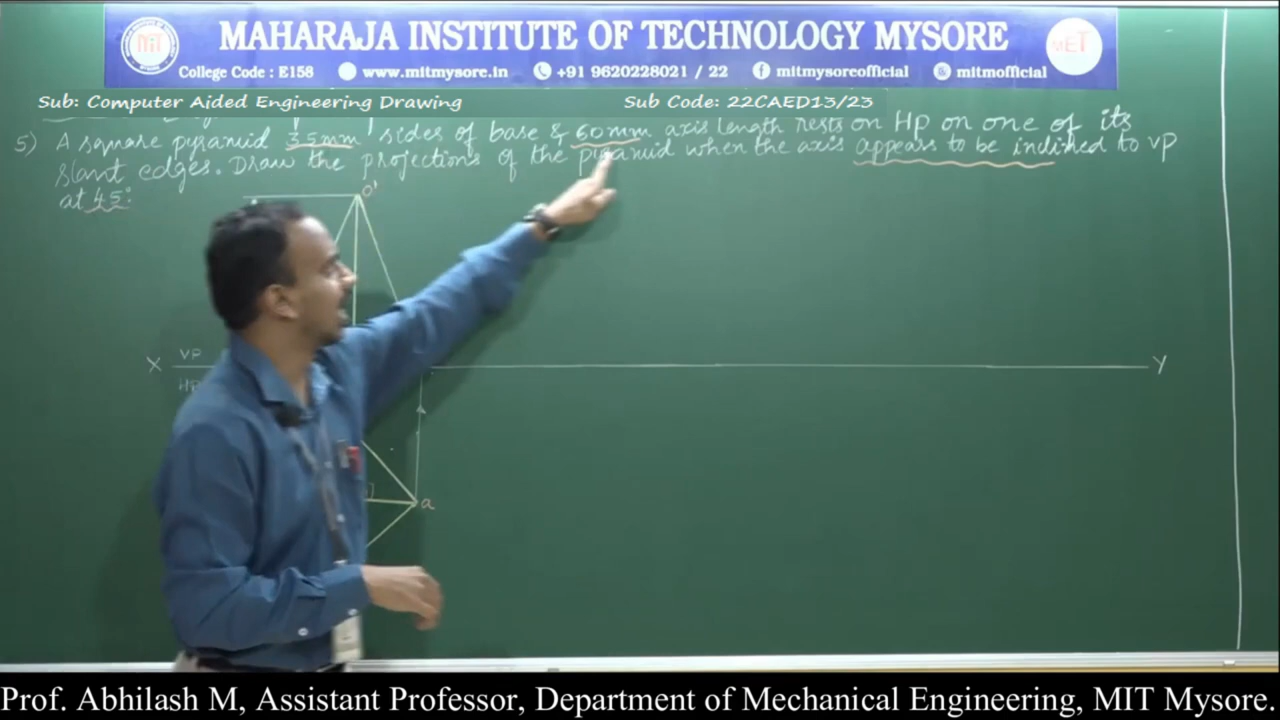 MAHARAJA INSTITUTE OF TECHNOLOGY MYSORE
College Code : E158 www.mitmysore.in +91 9620228021 / 22 mitmysoreofficial mitmofficial
Sub: Computer Aided Engineering Drawing Sub Code: 22CAED13/23
5) A square pyramid 35mm sides of base & 60mm axis length rests on HP on one of its
slant edges. Draw the projections of the pyramid when the axis appears to be inclined to VP
at 45°.
o'
X VP Y
HP
a
Prof. Abhilash M, Assistant Professor, Department of Mechanical Engineering, MIT Mysore.